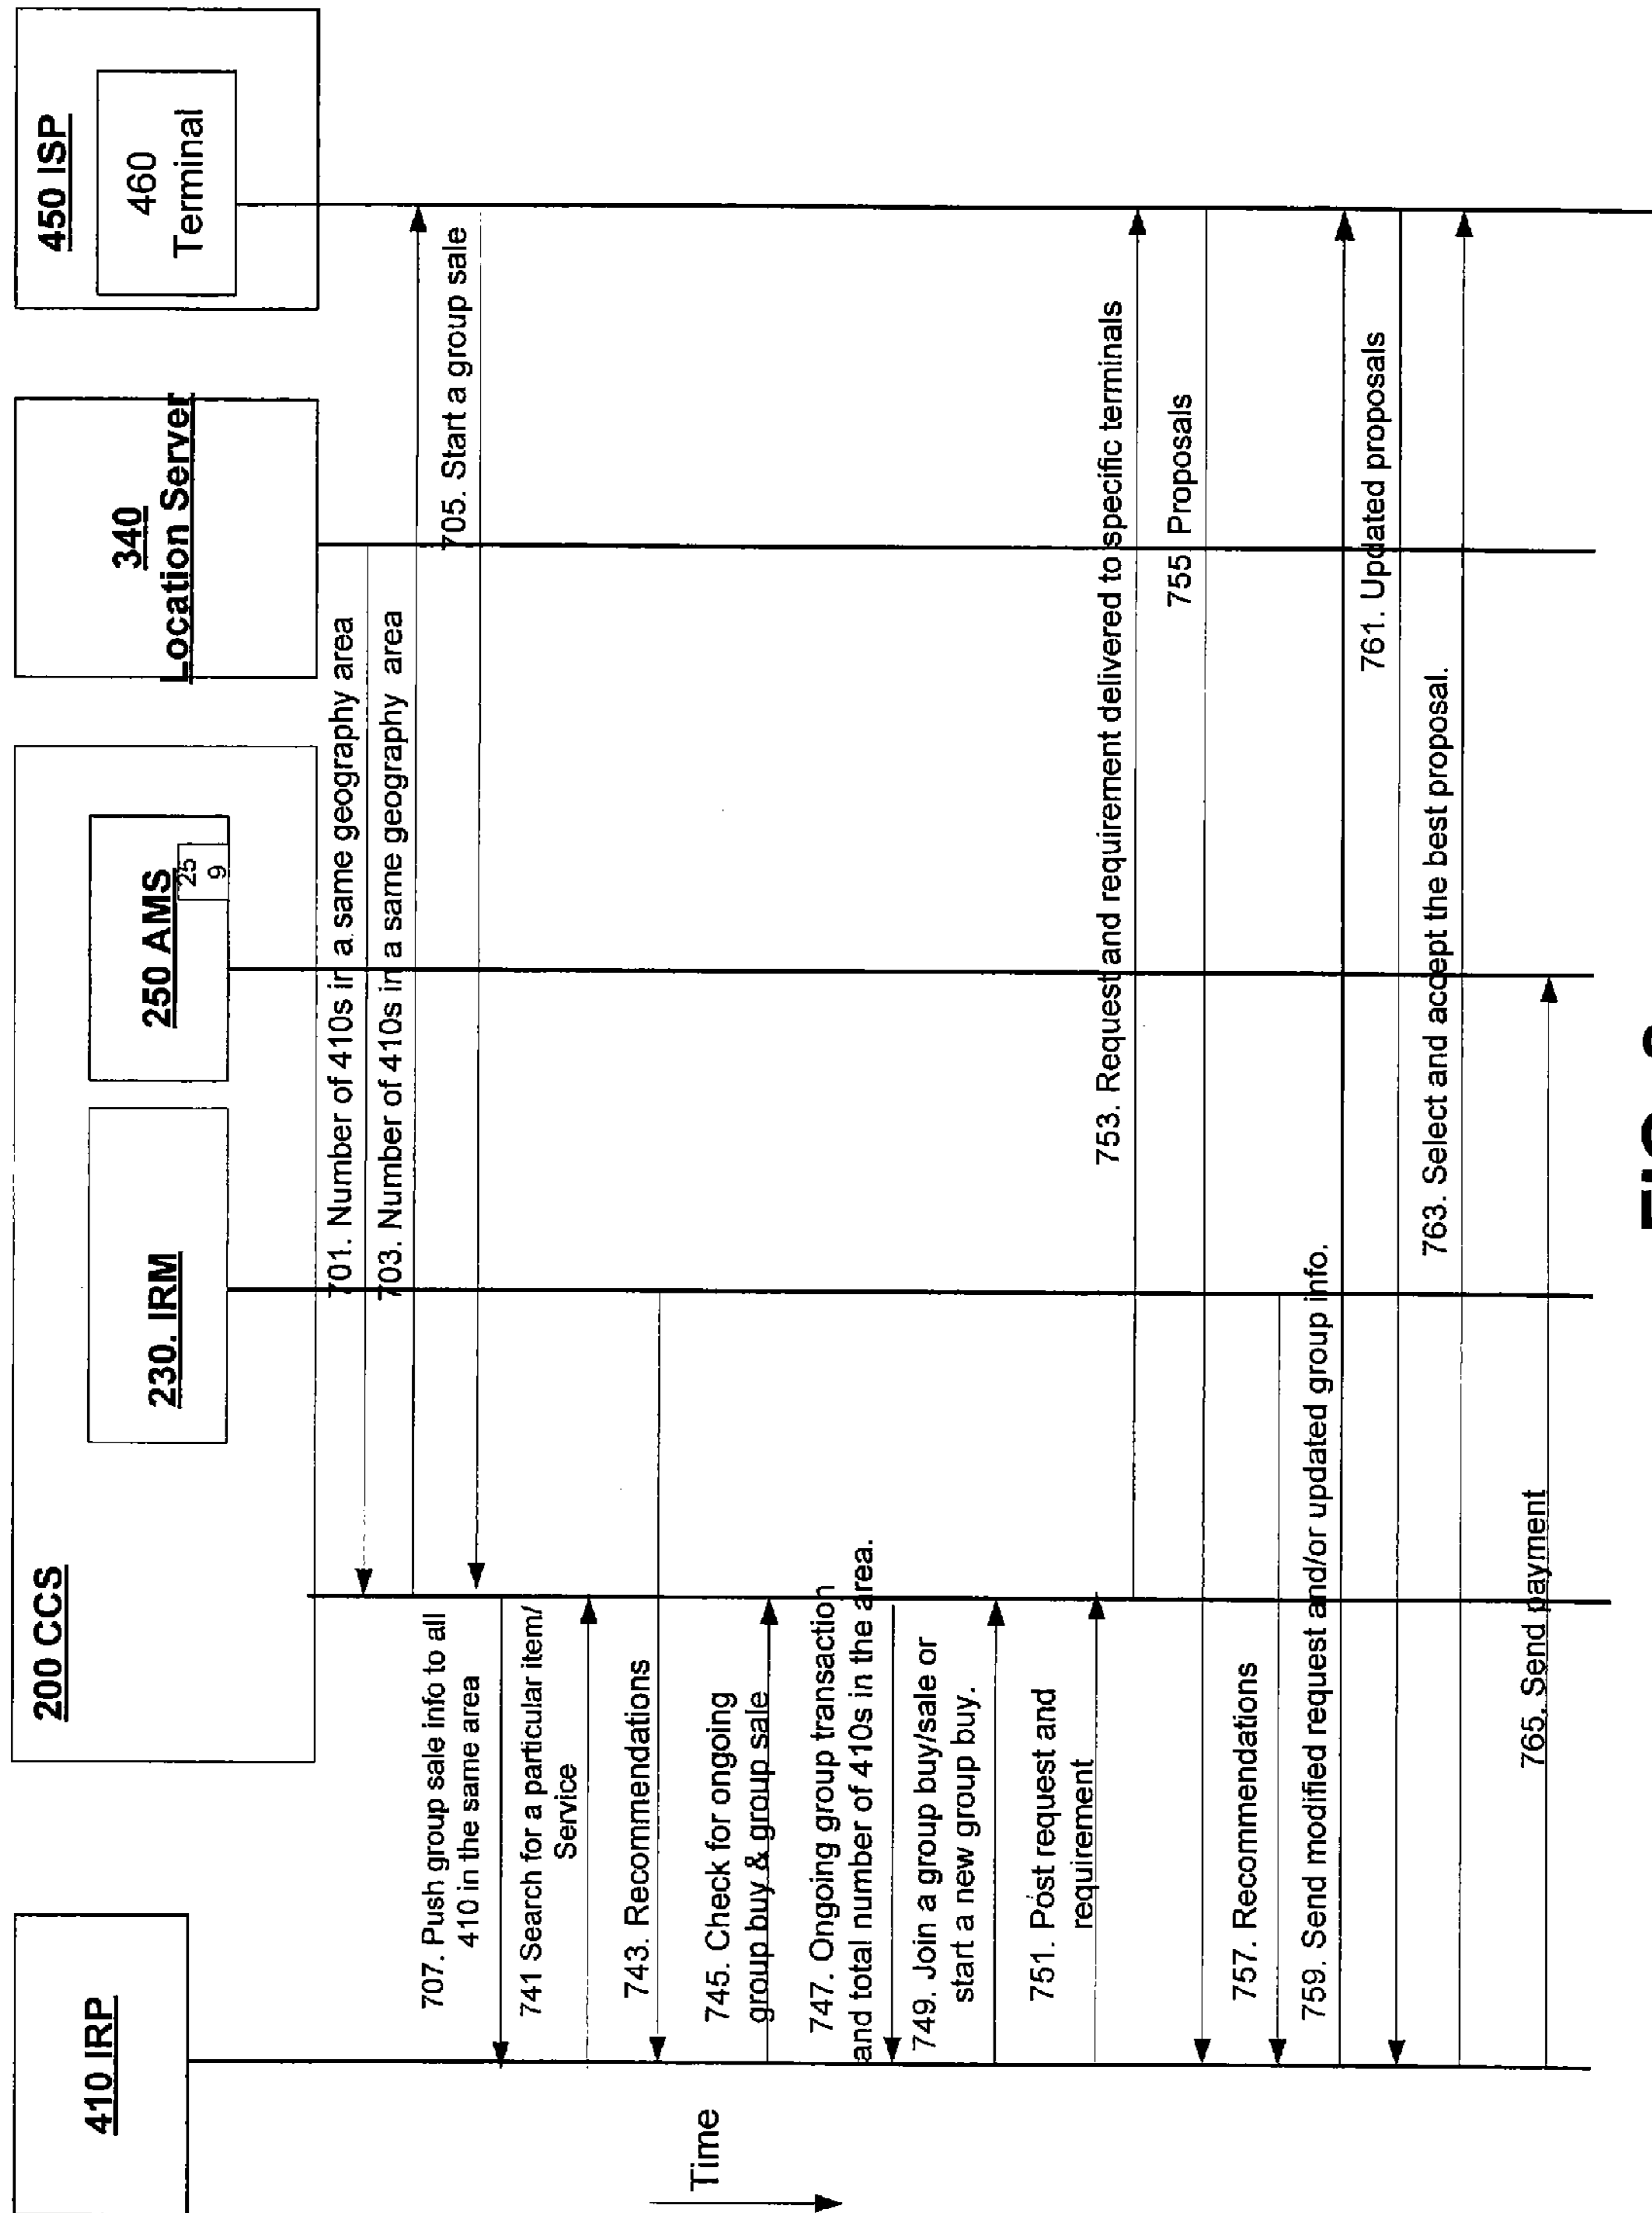 410 IRP
200 CCS
230. IRM
250 AMS
25
9
340
Location Server
450 ISP
460
Terminal
Time
701. Number of 410s in a same geography area
703. Number of 410s in a same geography area
705. Start a group sale
707. Push group sale info to all
410 in the same area
741 Search for a particular item/
Service
743. Recommendations
745. Check for ongoing
group buy & group sale
747. Ongoing group transaction
and total number of 410s in the area.
749. Join a group buy/sale or
start a new group buy.
751. Post request and
requirement
753. Request and requirement delivered to specific terminals
755 Proposals
757. Recommendations
759. Send modified request and/or updated group info.
761. Updated proposals
763. Select and accept the best proposal.
765. Send payment